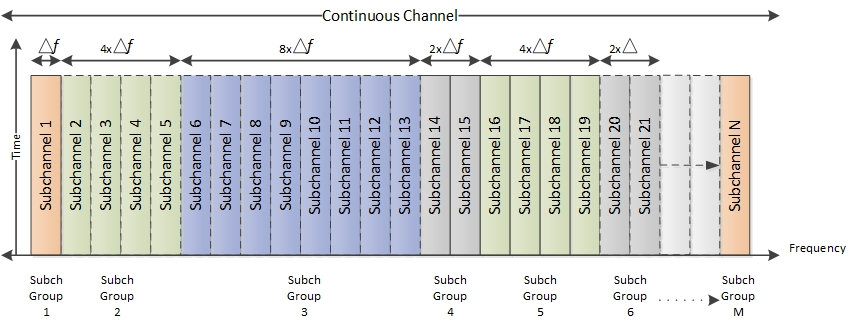 Continuous Channel
△f
4x△f
8x△f
2x△f
4x△f
2x△
Time
Subchannel 1
Subchannel 2
Subchannel 3
Subchannel 4
Subchannel 5
Subchannel 6
Subchannel 7
Subchannel 8
Subchannel 9
Subchannel 10
Subchannel 11
Subchannel 12
Subchannel 13
Subchannel 14
Subchannel 15
Subchannel 16
Subchannel 17
Subchannel 18
Subchannel 19
Subchannel 20
Subchannel 21
Subchannel N
Frequency
Subch
Group
1
Subch
Group
2
Subch
Group
3
Subch
Group
4
Subch
Group
5
Subch
Group
6
Subch
Group
M